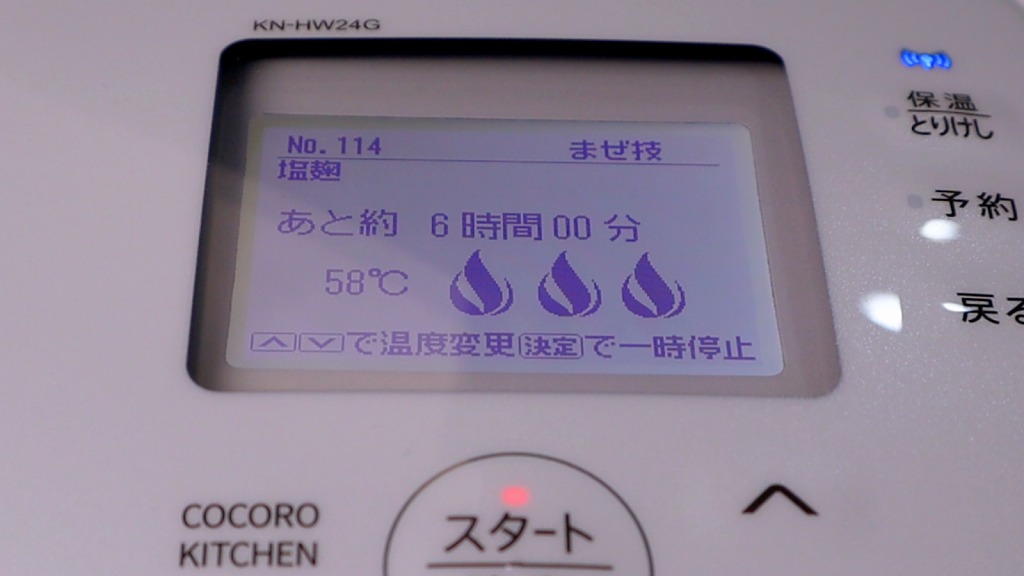 KN-HW24G
No. 114 まぜ技
塩麹
あと約 6時間00分
58℃
で温度変更 決定 で一時停止
保温
とりけし
予約
戻る
COCORO
KITCHEN
スタート